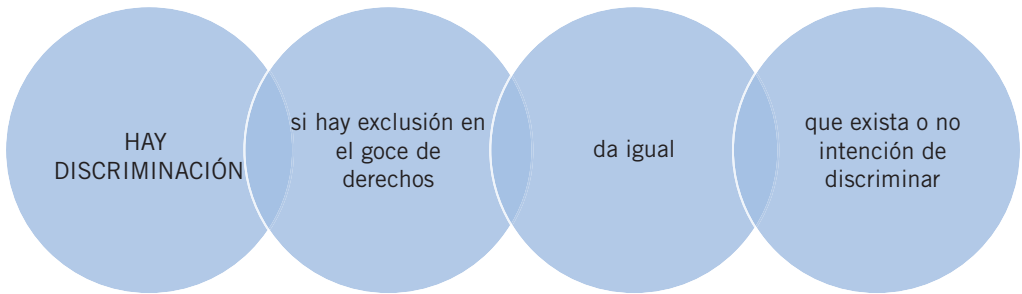 HAY
DISCRIMINACIÓN
si hay exclusión en
el goce de
derechos
da igual
que exista o no
intención de
discriminar